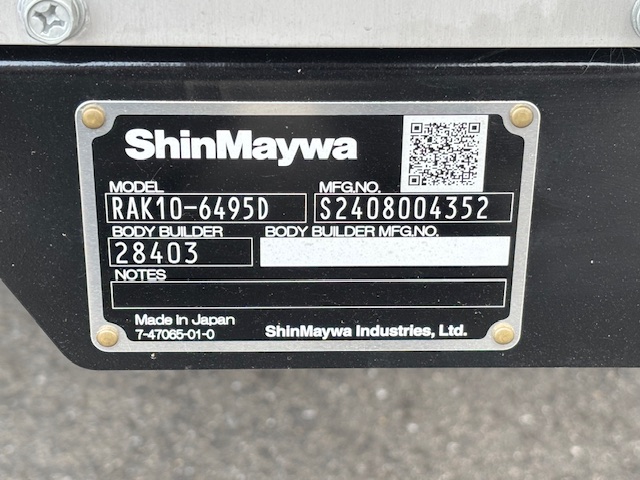 ShinMaywa
MODEL MFG.NO.
RAK10-6495D S2408004352
BODY BUILDER BODY BUILDER MFG.NO.
28403
NOTES
Made in Japan
7-47065-01-0 ShinMaywa Industries, Ltd.